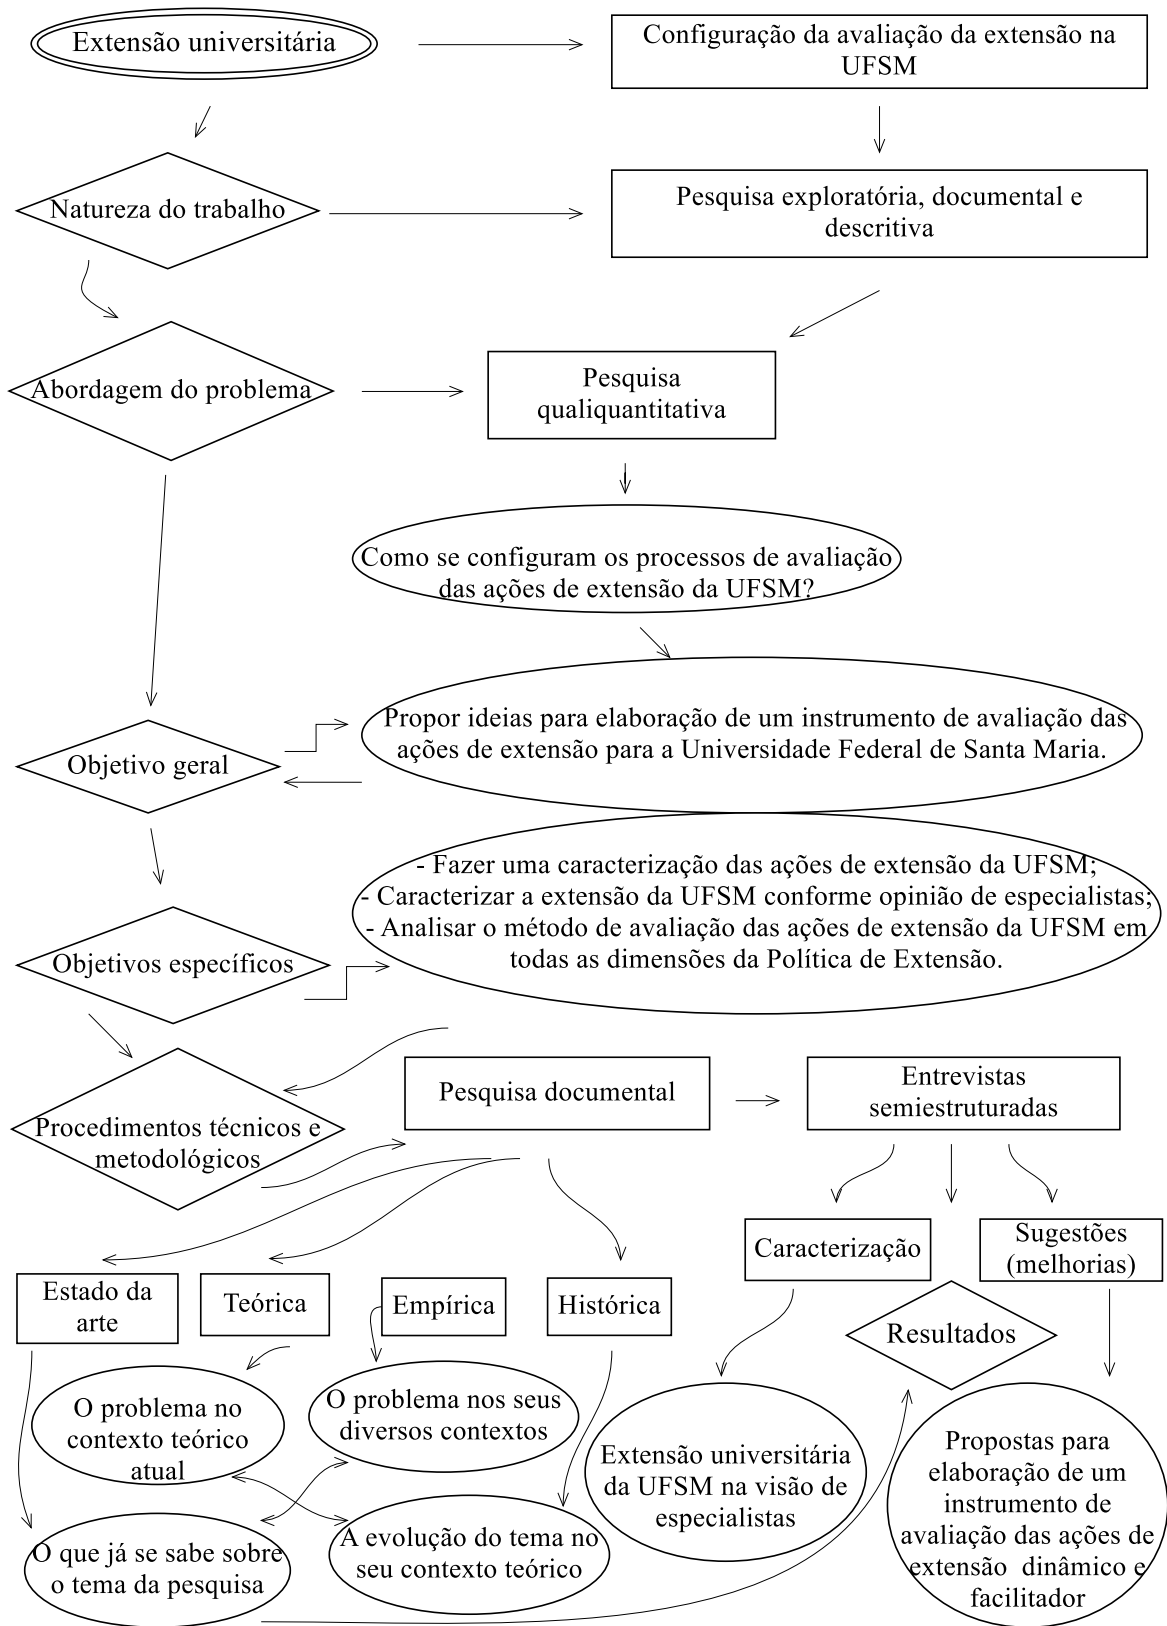 Extensão universitária
Configuração da avaliação da extensão na
UFSM
Natureza do trabalho
Pesquisa exploratória, documental e
descritiva
Abordagem do problema
Pesquisa
qualiquantitativa
Como se configuram os processos de avaliação
das ações de extensão da UFSM?
Objetivo geral
Propor ideias para elaboração de um instrumento de avaliação das
ações de extensão para a Universidade Federal de Santa Maria.
Objetivos específicos
- Fazer uma caracterização das ações de extensão da UFSM;
- Caracterizar a extensão da UFSM conforme opinião de especialistas;
- Analisar o método de avaliação das ações de extensão da UFSM em
todas as dimensões da Política de Extensão.
Procedimentos técnicos e
metodológicos
Pesquisa documental
Entrevistas
semiestruturadas
Estado da
arte
Teórica
Empírica
Histórica
Caracterização
Sugestões
(melhorias)
Resultados
O problema no
contexto teórico
atual
O problema nos seus
diversos contextos
O que já se sabe sobre
o tema da pesquisa
A evolução do tema no
seu contexto teórico
Extensão universitária
da UFSM na visão de
especialistas
Propostas para
elaboração de um
instrumento de
avaliação das ações de
extensão  dinâmico e
facilitador